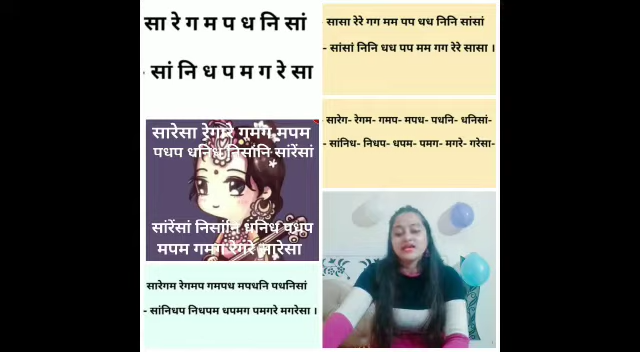 सा रे ग म प ध नि सां
- सां नि ध प म ग रे सा
सासा रेरे गग मम पप धध निनि सांसां
- सांसां निनि धध पप मम गग रेरे सासा ।
सारेग- रेगम- गमप- मपध- पधनि- धनिसां-
- सांनिध- निधप- धपम- पमग- मगरे- गरेसा-
सारेसा रेगरे गमग मपम
पधप धनिध निसांनि सांरेंसां
सांरेंसां निसांनि धनिध पधप
मपम गमग रेगरे सारेसा
सारेगम रेगमप गमपध मपधनि पधनिसां
- सांनिधप निधपम धपमग पमगरे मगरेसा ।